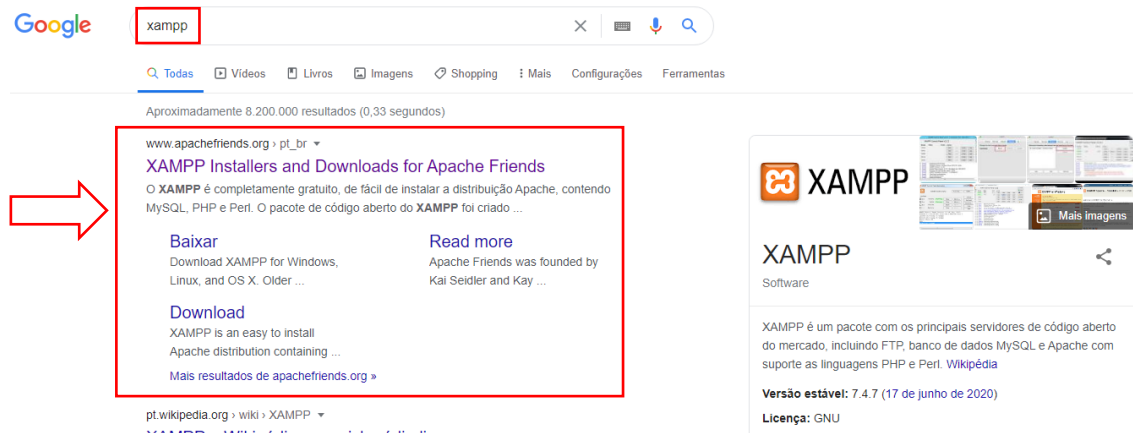 Google
xampp
Todas Vídeos Livros Imagens Shopping Mais Configurações Ferramentas
Aproximadamente 8.200.000 resultados (0,33 segundos)
www.apachefriends.org › pt_br
XAMPP Installers and Downloads for Apache Friends
O XAMPP é completamente gratuito, de fácil de instalar a distribuição Apache, contendo
MySQL, PHP e Perl. O pacote de código aberto do XAMPP foi criado ...
Baixar
Download XAMPP for Windows,
Linux, and OS X. Older ...
Read more
Apache Friends was founded by
Kai Seidler and Kay ...
Download
XAMPP is an easy to install
Apache distribution containing ...
Mais resultados de apachefriends.org »
pt.wikipedia.org › wiki › XAMPP
XAMPP
Mais imagens
XAMPP
Software
XAMPP é um pacote com os principais servidores de código aberto
do mercado, incluindo FTP, banco de dados MySQL e Apache com
suporte as linguagens PHP e Perl. Wikipédia
Versão estável: 7.4.7 (17 de junho de 2020)
Licença: GNU